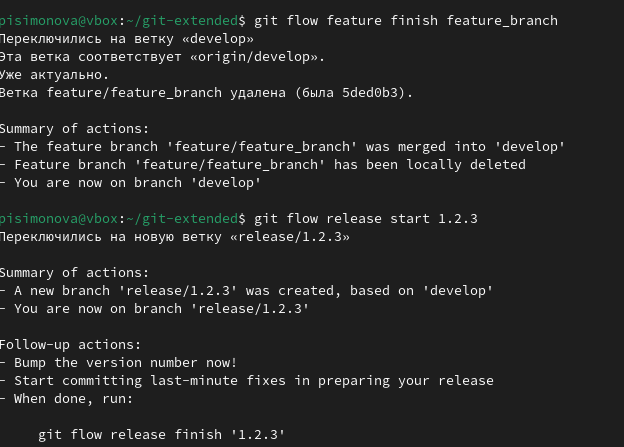 pisimonova@vbox:~/git-extended$ git flow feature finish feature_branch
Переключились на ветку «develop»
Эта ветка соответствует «origin/develop».
Уже актуально.
Ветка feature/feature_branch удалена (была 5ded0b3).

Summary of actions:
- The feature branch 'feature/feature_branch' was merged into 'develop'
- Feature branch 'feature/feature_branch' has been locally deleted
- You are now on branch 'develop'

pisimonova@vbox:~/git-extended$ git flow release start 1.2.3
Переключились на новую ветку «release/1.2.3»

Summary of actions:
- A new branch 'release/1.2.3' was created, based on 'develop'
- You are now on branch 'release/1.2.3'

Follow-up actions:
- Bump the version number now!
- Start committing last-minute fixes in preparing your release
- When done, run:

     git flow release finish '1.2.3'